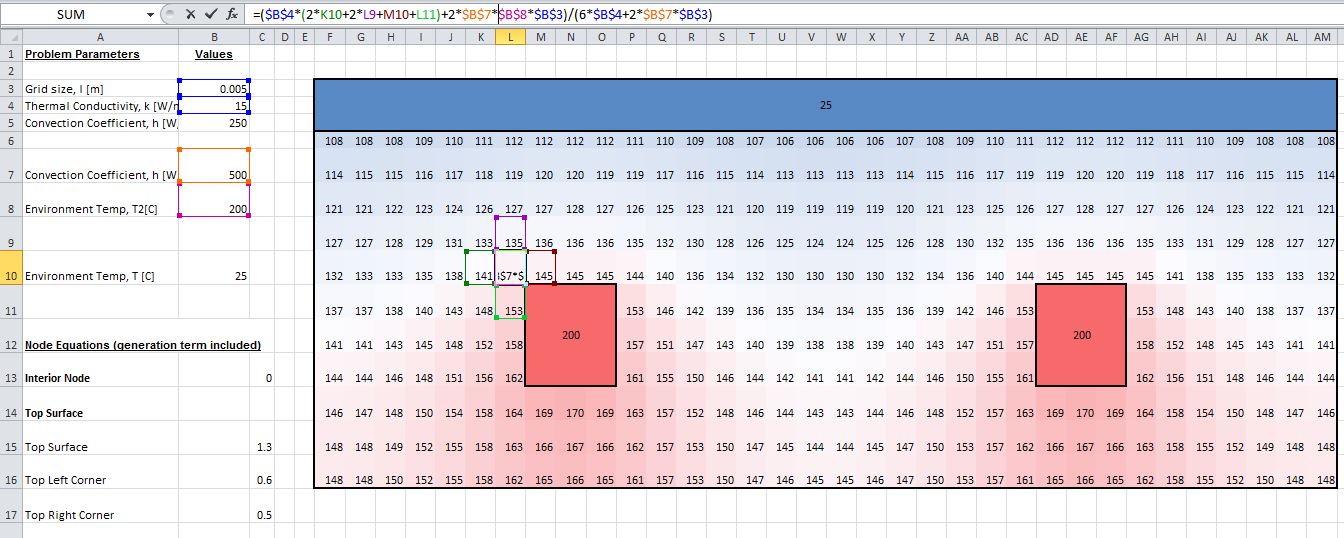 SUM fx =($B$4*(2*K10+2*L9+M10+L11)+2*$B$7*$B$8*$B$3)/(6*$B$4+2*$B$7*$B$3)
A B C D E F G H I J K L M N O P Q R S T U V W X Y Z AA AB AC AD AE AF AG AH AI AJ AK AL AM
1 Problem Parameters Values
2
3 Grid size, l [m] 0.005
25
4 Thermal Conductivity, k [W/m 15
5 Convection Coefficient, h [W, 250
6 108 108 108 109 110 111 112 112 112 112 110 109 108 107 106 106 106 106 107 108 109 110 112 112 112 112 111 110 109 108 108 108
7 Convection Coefficient, h [W 500 114 115 115 116 117 118 119 120 120 119 118 116 115 114 113 113 113 113 114 115 116 118 119 120 120 119 118 117 116 115 115 114
8 Environment Temp, T2[C] 200 121 121 122 123 124 126 127 127 128 127 126 125 123 121 120 119 119 120 121 123 125 126 127 128 127 127 126 124 123 122 121 121
9 127 127 128 129 131 133 135 136 136 136 135 132 130 128 127 126 126 127 128 130 132 135 136 136 136 135 133 131 129 128 127 127
10 Environment Temp, T [C] 25 132 133 133 135 138 141 $7*$ 145 145 145 144 140 136 134 132 130 130 132 134 136 140 144 145 145 145 145 141 138 135 133 133 132
11 137 137 138 140 143 148 153 153 146 142 139 136 135 134 134 135 136 139 142 146 153 153 148 143 140 138 137 137
12 Node Equations (generation term included) 141 141 143 145 148 152 158 200 157 151 147 143 140 139 138 138 139 140 143 147 151 157 200 158 152 148 145 143 141 141
13 Interior Node 0 144 144 146 148 151 156 162 161 155 150 146 144 142 141 141 142 144 146 150 155 161 162 156 151 148 146 144 144
14 Top Surface 146 147 148 150 154 158 164 169 170 169 163 157 152 148 146 144 143 143 144 146 148 152 157 163 169 170 169 164 158 154 150 148 147 146
15 Top Surface 1.3 148 148 149 152 155 158 163 166 167 166 162 157 153 150 147 145 144 144 145 147 150 153 157 162 166 167 166 163 158 155 152 149 148 148
16 Top Left Corner 0.6 148 148 150 152 155 158 162 165 166 165 161 157 153 150 147 146 145 145 146 147 150 153 157 161 165 166 165 162 158 155 152 150 148 148
17 Top Right Corner 0.5